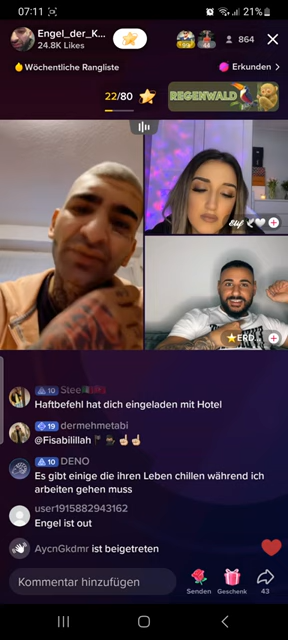 07:11
21%
Engel_der_K...
24.8K Likes
864
Wöchentliche Rangliste
Erkunden >
22/80
REGENWALD
Elif
ERD...
10 Stee
Haftbefehl hat dich eingeladen mit Hotel
19 dermehmetabi
@Fisabilillah
10 DENO
Es gibt einige die ihren Leben chillen während ich
arbeiten gehen muss
user1915882943162
Engel ist out
AycnGkdmr ist beigetreten
Kommentar hinzufügen
Senden
Geschenk
43